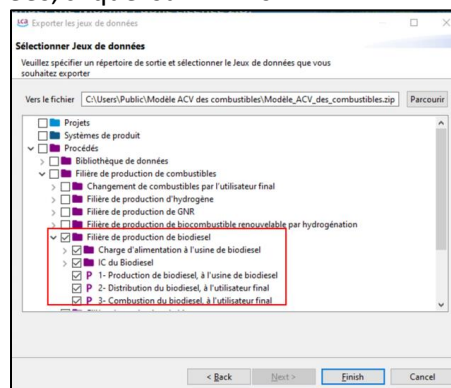 Exporter les jeux de données
Sélectionner Jeux de données
Veuillez spécifier un répertoire de sortie et sélectionner le Jeux de données que vous
souhaitez exporter
Vers le fichier C:\Users\Public\Modèle ACV des combustibles\Modèle_ACV_des_combustibles.zip Parcourir
Projets
Systèmes de produit
Procédés
Bibliothèque de données
Filière de production de combustibles
Changement de combustibles par l'utilisateur final
Filière de production d'hydrogène
Filière de production de GNR
Filière de production de biocombustible renouvelable par hydrogénation
Filière de production de biodiesel
Charge d'alimentation à l'usine de biodiesel
IC du Biodiesel
P 1- Production de biodiesel, à l'usine de biodiesel
P 2- Distribution du biodiesel, à l'utilisateur final
P 3- Combustion du biodiesel, à l'utilisateur final
< Back Next > Finish Cancel